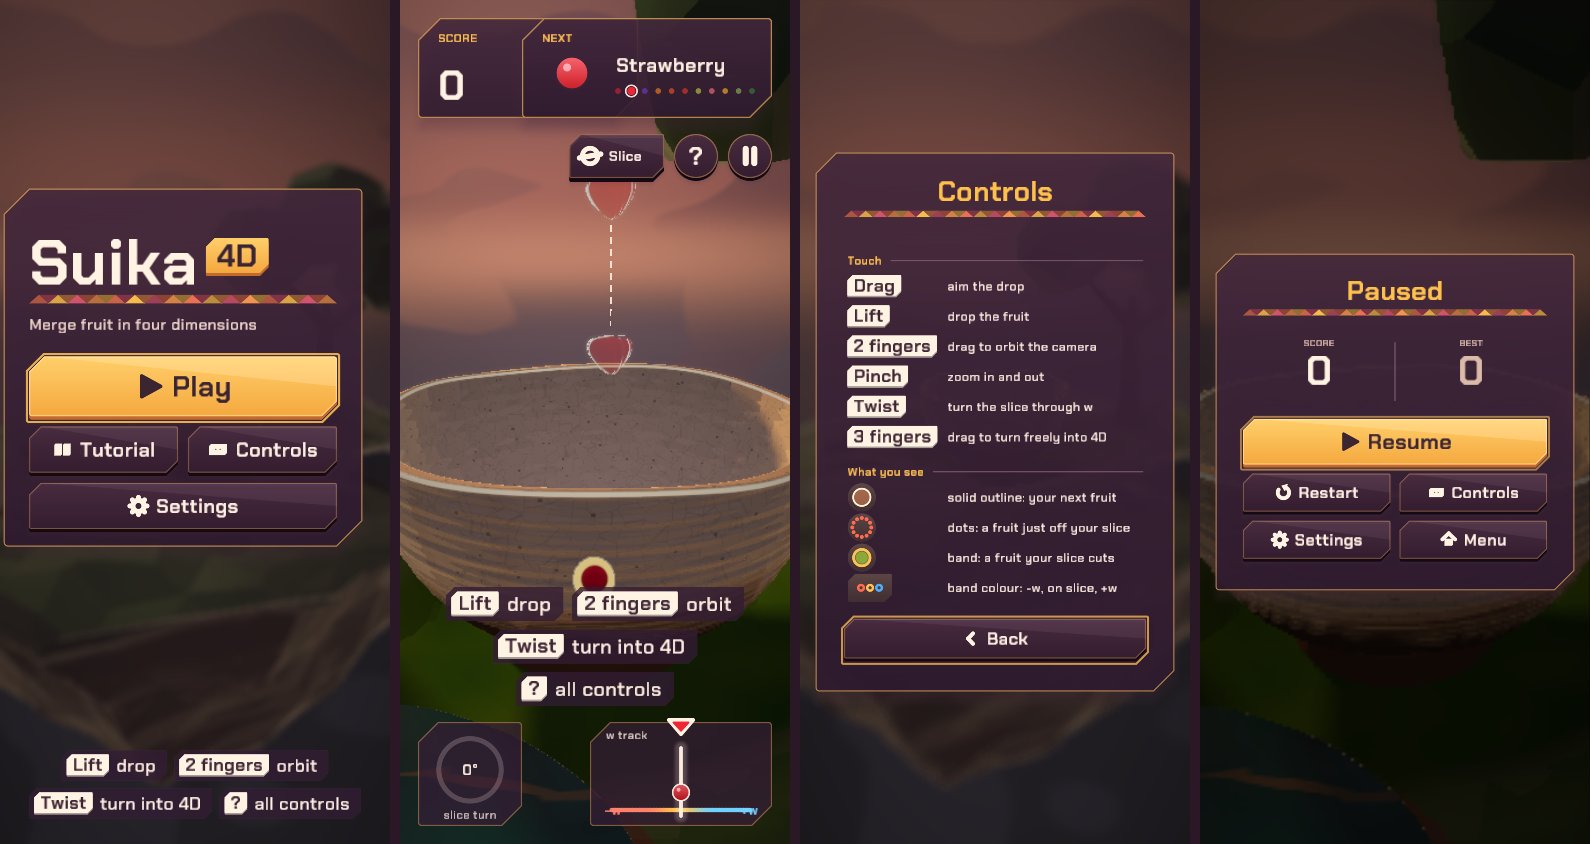 Suika 4D
Merge fruit in four dimensions
Play
Tutorial
Controls
Settings
Lift drop 2 fingers orbit
Twist turn into 4D ? all controls
SCORE
0
NEXT
Strawberry
Slice
?
Lift drop 2 fingers orbit
Twist turn into 4D
? all controls
0°
slice turn
w track
-w +w
Controls
Touch
Drag aim the drop
Lift drop the fruit
2 fingers drag to orbit the camera
Pinch zoom in and out
Twist turn the slice through w
3 fingers drag to turn freely into 4D
What you see
solid outline: your next fruit
dots: a fruit just off your slice
band: a fruit your slice cuts
band colour: -w, on slice, +w
Back
Paused
SCORE
0
BEST
0
Resume
Restart
Controls
Settings
Menu